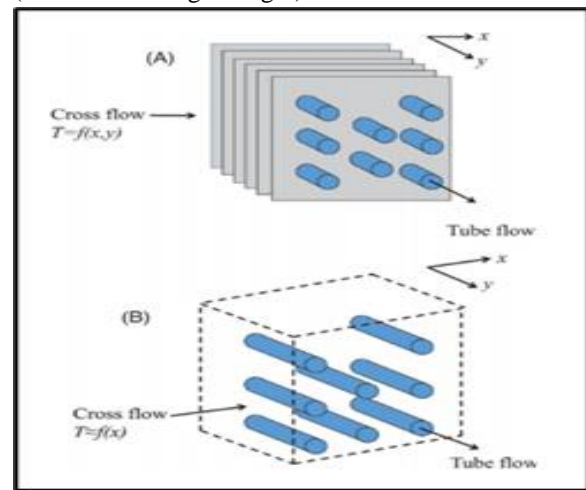 x
(A)
y
Cross flow
T=f(x,y)
Tube flow
x
y
(B)
Cross flow
T=f(x)
Tube flow